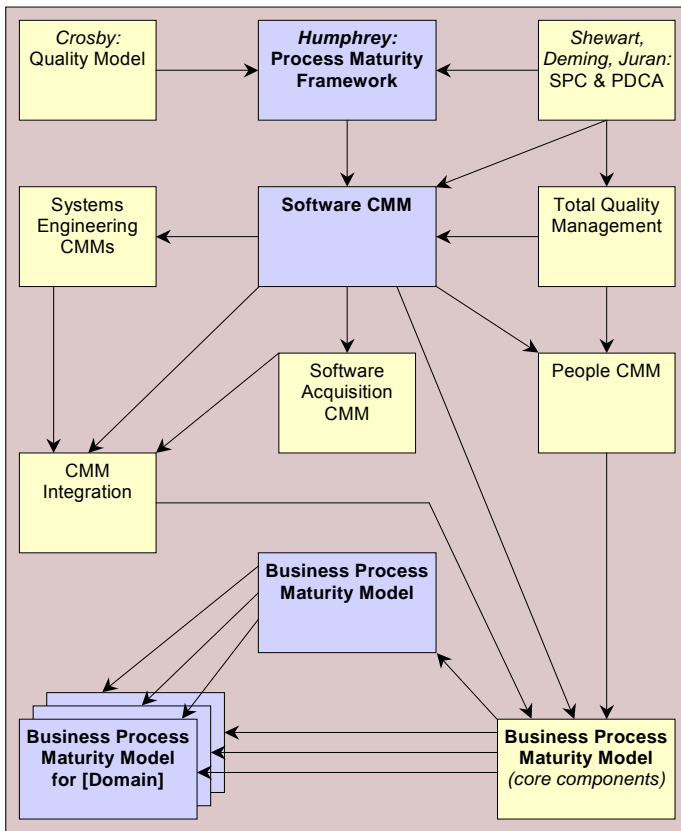 Crosby:
Quality Model
Humphrey:
Process Maturity
Framework
Shewart,
Deming, Juran:
SPC & PDCA
Systems
Engineering
CMMs
Software CMM
Total Quality
Management
Software
Acquisition
CMM
People CMM
CMM
Integration
Business Process
Maturity Model
Business Process
Maturity Model
for [Domain]
Business Process
Maturity Model
(core components)